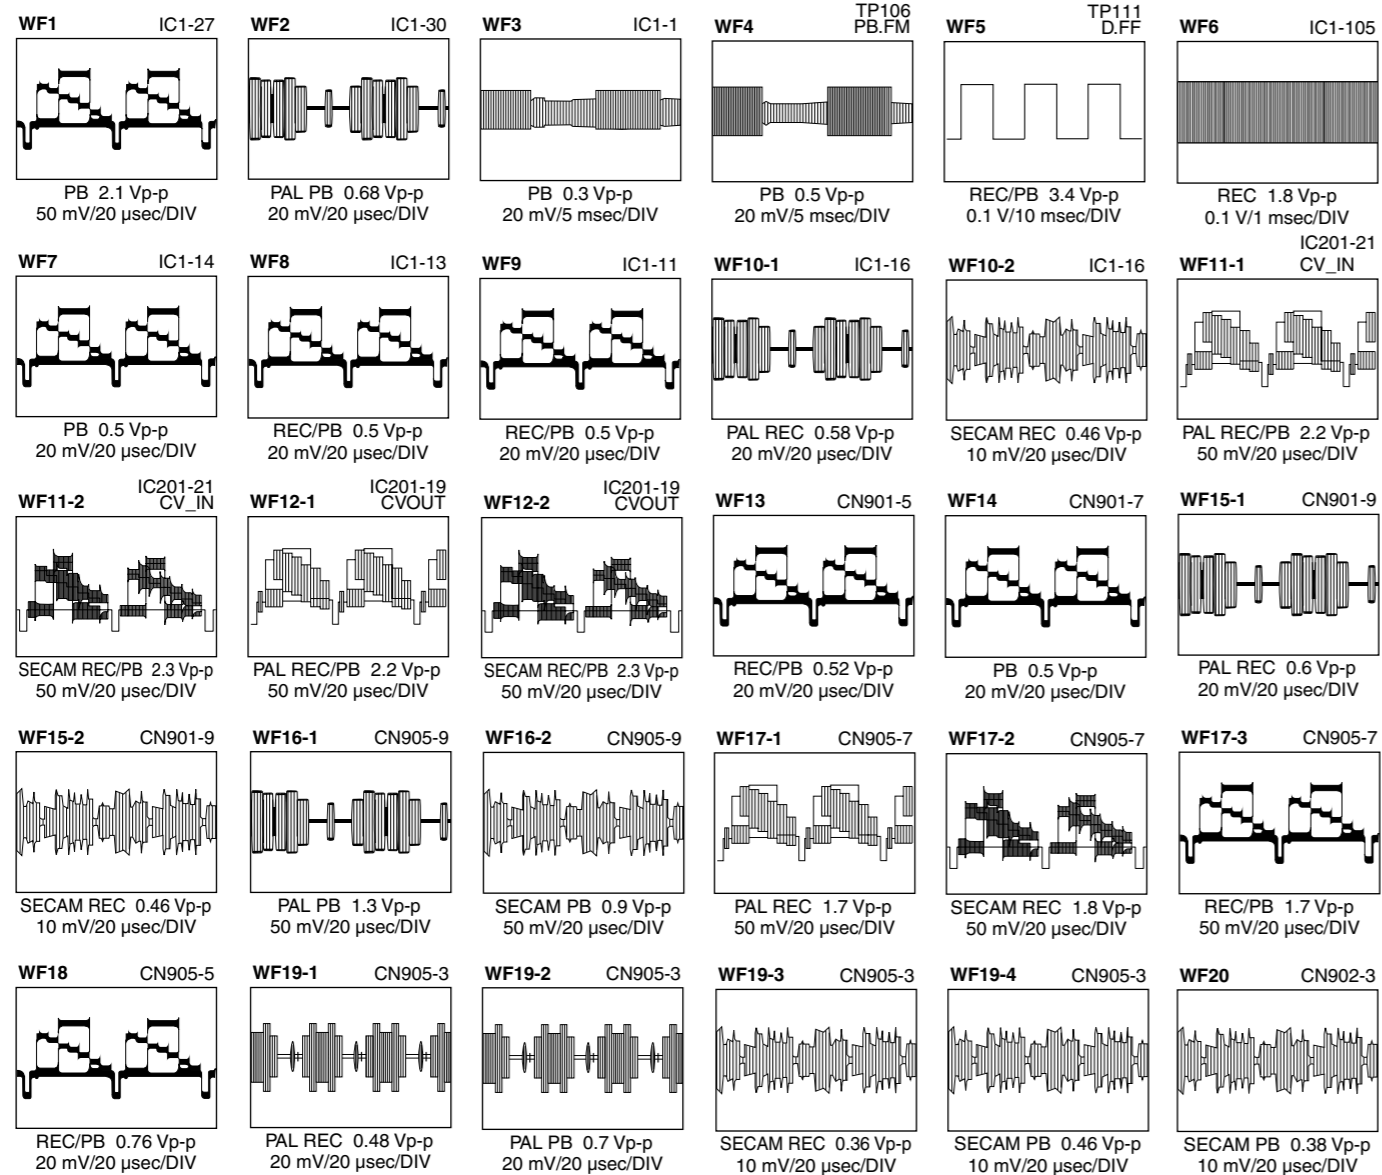 WF1 IC1-27
PB 2.1 Vp-p
50 mV/20 µsec/DIV
WF2 IC1-30
PAL PB 0.68 Vp-p
20 mV/20 µsec/DIV
WF3 IC1-1
PB 0.3 Vp-p
20 mV/5 msec/DIV
TP106
WF4 PB.FM
PB 0.5 Vp-p
20 mV/5 msec/DIV
TP111
WF5 D.FF
REC/PB 3.4 Vp-p
0.1 V/10 msec/DIV
WF6 IC1-105
REC 1.8 Vp-p
0.1 V/1 msec/DIV
WF7 IC1-14
PB 0.5 Vp-p
20 mV/20 µsec/DIV
WF8 IC1-13
REC/PB 0.5 Vp-p
20 mV/20 µsec/DIV
WF9 IC1-11
REC/PB 0.5 Vp-p
20 mV/20 µsec/DIV
WF10-1 IC1-16
PAL REC 0.58 Vp-p
20 mV/20 µsec/DIV
WF10-2 IC1-16
SECAM REC 0.46 Vp-p
10 mV/20 µsec/DIV
IC201-21
WF11-1 CV_IN
PAL REC/PB 2.2 Vp-p
50 mV/20 µsec/DIV
IC201-21
WF11-2 CV_IN
SECAM REC/PB 2.3 Vp-p
50 mV/20 µsec/DIV
IC201-19
WF12-1 CVOUT
PAL REC/PB 2.2 Vp-p
50 mV/20 µsec/DIV
IC201-19
WF12-2 CVOUT
SECAM REC/PB 2.3 Vp-p
50 mV/20 µsec/DIV
WF13 CN901-5
REC/PB 0.52 Vp-p
20 mV/20 µsec/DIV
WF14 CN901-7
PB 0.5 Vp-p
20 mV/20 µsec/DIV
WF15-1 CN901-9
PAL REC 0.6 Vp-p
20 mV/20 µsec/DIV
WF15-2 CN901-9
SECAM REC 0.46 Vp-p
10 mV/20 µsec/DIV
WF16-1 CN905-9
PAL PB 1.3 Vp-p
50 mV/20 µsec/DIV
WF16-2 CN905-9
SECAM PB 0.9 Vp-p
50 mV/20 µsec/DIV
WF17-1 CN905-7
PAL REC 1.7 Vp-p
50 mV/20 µsec/DIV
WF17-2 CN905-7
SECAM REC 1.8 Vp-p
50 mV/20 µsec/DIV
WF17-3 CN905-7
REC/PB 1.7 Vp-p
50 mV/20 µsec/DIV
WF18 CN905-5
REC/PB 0.76 Vp-p
20 mV/20 µsec/DIV
WF19-1 CN905-3
PAL REC 0.48 Vp-p
20 mV/20 µsec/DIV
WF19-2 CN905-3
PAL PB 0.7 Vp-p
20 mV/20 µsec/DIV
WF19-3 CN905-3
SECAM REC 0.36 Vp-p
10 mV/20 µsec/DIV
WF19-4 CN905-3
SECAM PB 0.46 Vp-p
10 mV/20 µsec/DIV
WF20 CN902-3
SECAM PB 0.38 Vp-p
10 mV/20 µsec/DIV